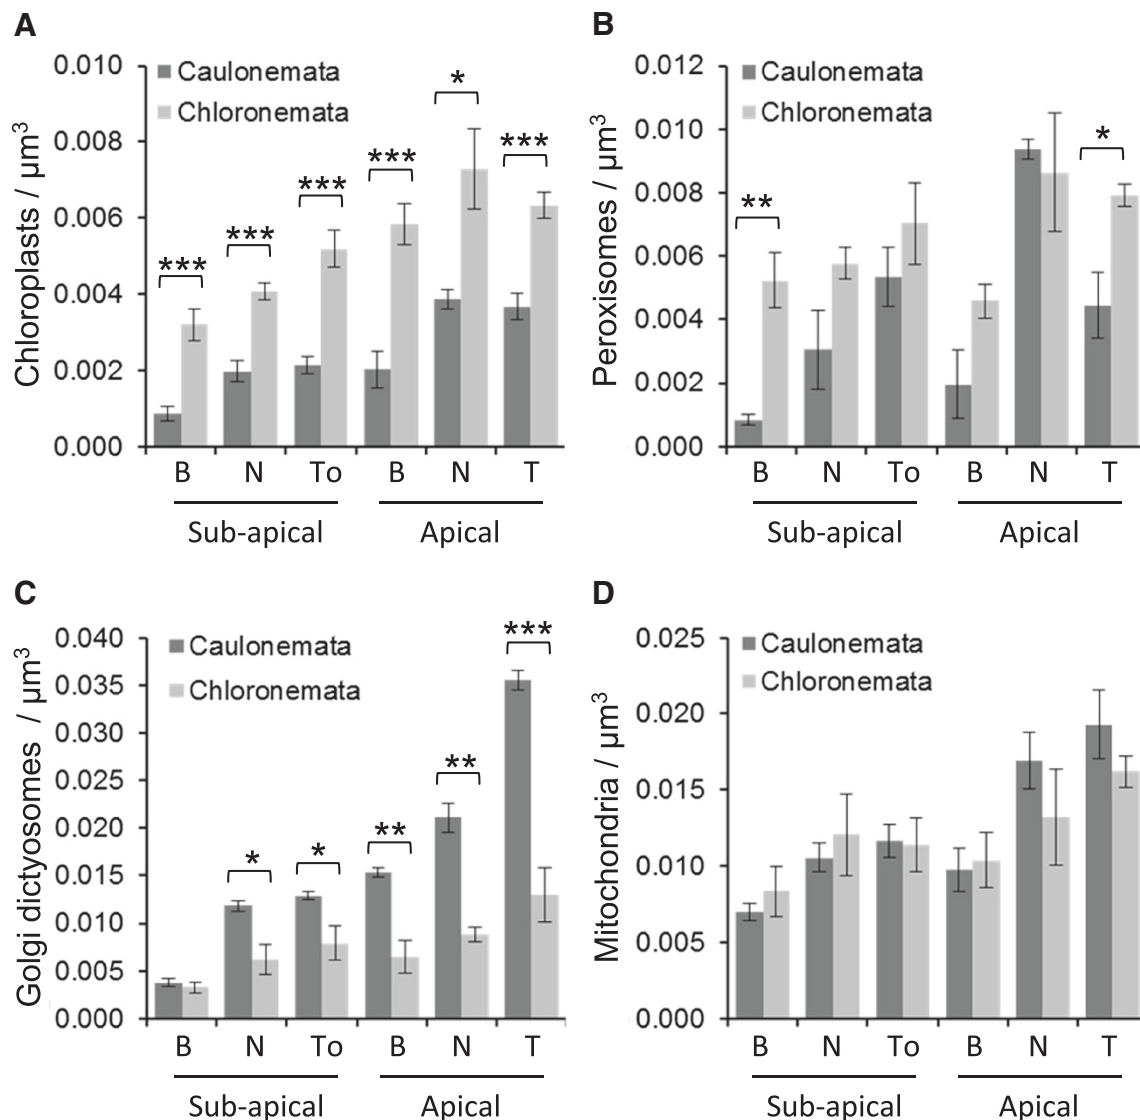 A
Chloroplasts / µm³
0.010
0.008
0.006
0.004
0.002
0.000
Caulonemata
Chloronemata
***
***
***
***
*
***
B N To B N T
Sub-apical Apical
B
Peroxisomes / µm³
0.012
0.010
0.008
0.006
0.004
0.002
0.000
Caulonemata
Chloronemata
**
*
B N To B N T
Sub-apical Apical
C
Golgi dictyosomes / µm³
0.040
0.035
0.030
0.025
0.020
0.015
0.010
0.005
0.000
Caulonemata
Chloronemata
*
*
**
**
***
B N To B N T
Sub-apical Apical
D
Mitochondria / µm³
0.025
0.020
0.015
0.010
0.005
0.000
Caulonemata
Chloronemata
B N To B N T
Sub-apical Apical